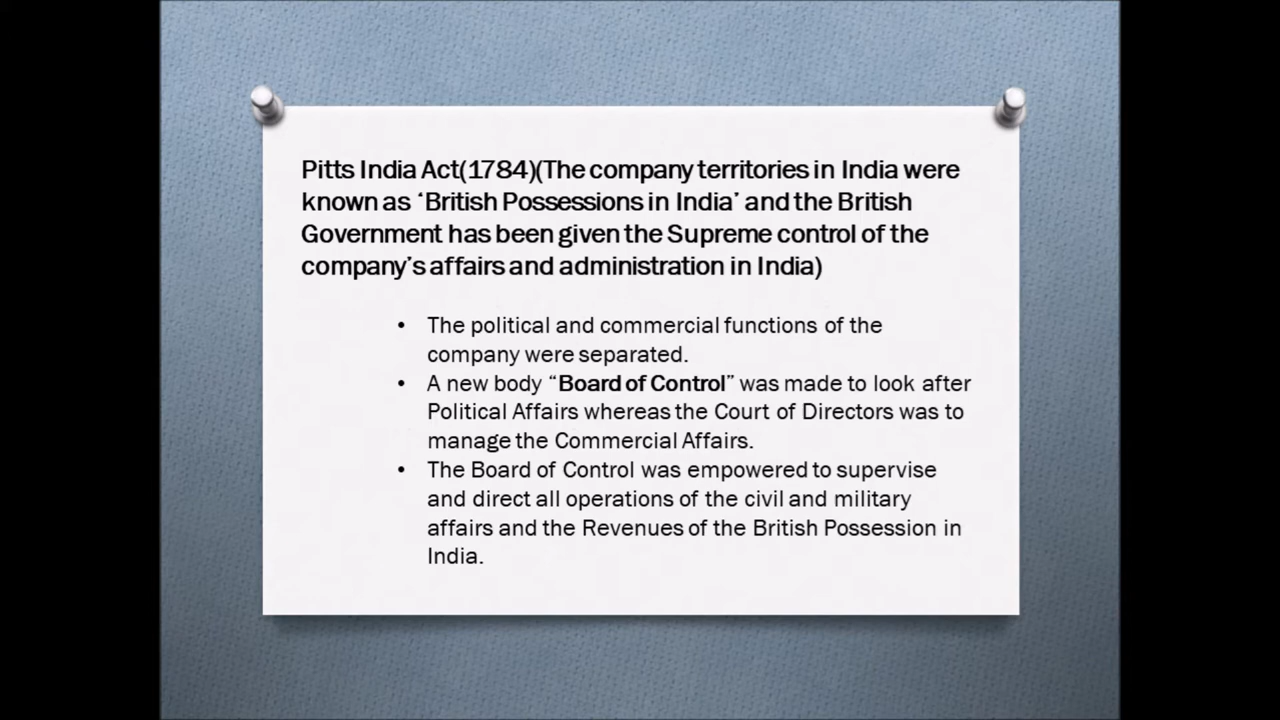 Pitts India Act(1784)(The company territories in India were
known as ‘British Possessions in India’ and the British
Government has been given the Supreme control of the
company’s affairs and administration in India)
• The political and commercial functions of the
company were separated.
• A new body “Board of Control” was made to look after
Political Affairs whereas the Court of Directors was to
manage the Commercial Affairs.
• The Board of Control was empowered to supervise
and direct all operations of the civil and military
affairs and the Revenues of the British Possession in
India.